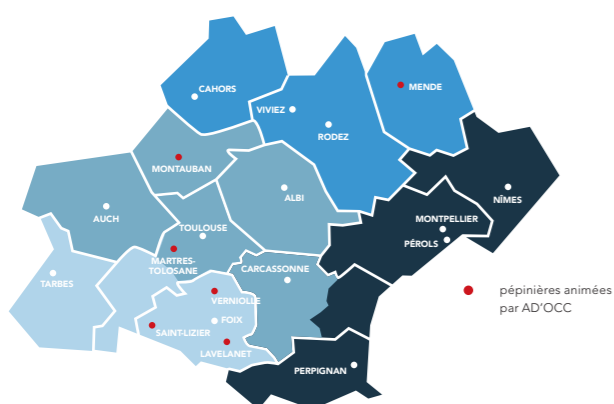 CAHORS
MENDE
VIVIEZ
RODEZ
MONTAUBAN
ALBI
NÎMES
AUCH
TOULOUSE
MONTPELLIER
PÉROLS
MARTRES-
TOLOSANE
TARBES
CARCASSONNE
VERNIOLLE
FOIX
SAINT-LIZIER
LAVELANET
PERPIGNAN
pépinières animées
par AD’OCC